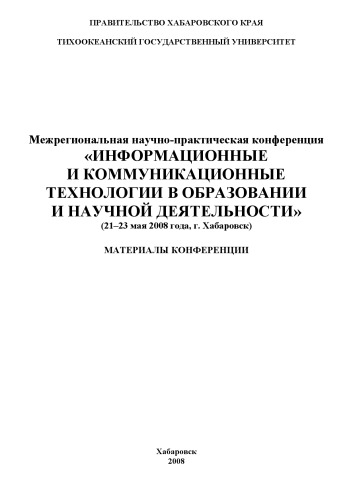 ПРАВИТЕЛЬСТВО ХАБАРОВСКОГО КРАЯ
ТИХООКЕАНСКИЙ ГОСУДАРСТВЕННЫЙ УНИВЕРСИТЕТ
Межрегиональная научно-практическая конференция
«ИНФОРМАЦИОННЫЕ
И КОММУНИКАЦИОННЫЕ
ТЕХНОЛОГИИ В ОБРАЗОВАНИИ
И НАУЧНОЙ ДЕЯТЕЛЬНОСТИ»
(21–23 мая 2008 года, г. Хабаровск)
МАТЕРИАЛЫ КОНФЕРЕНЦИИ
Хабаровск
2008